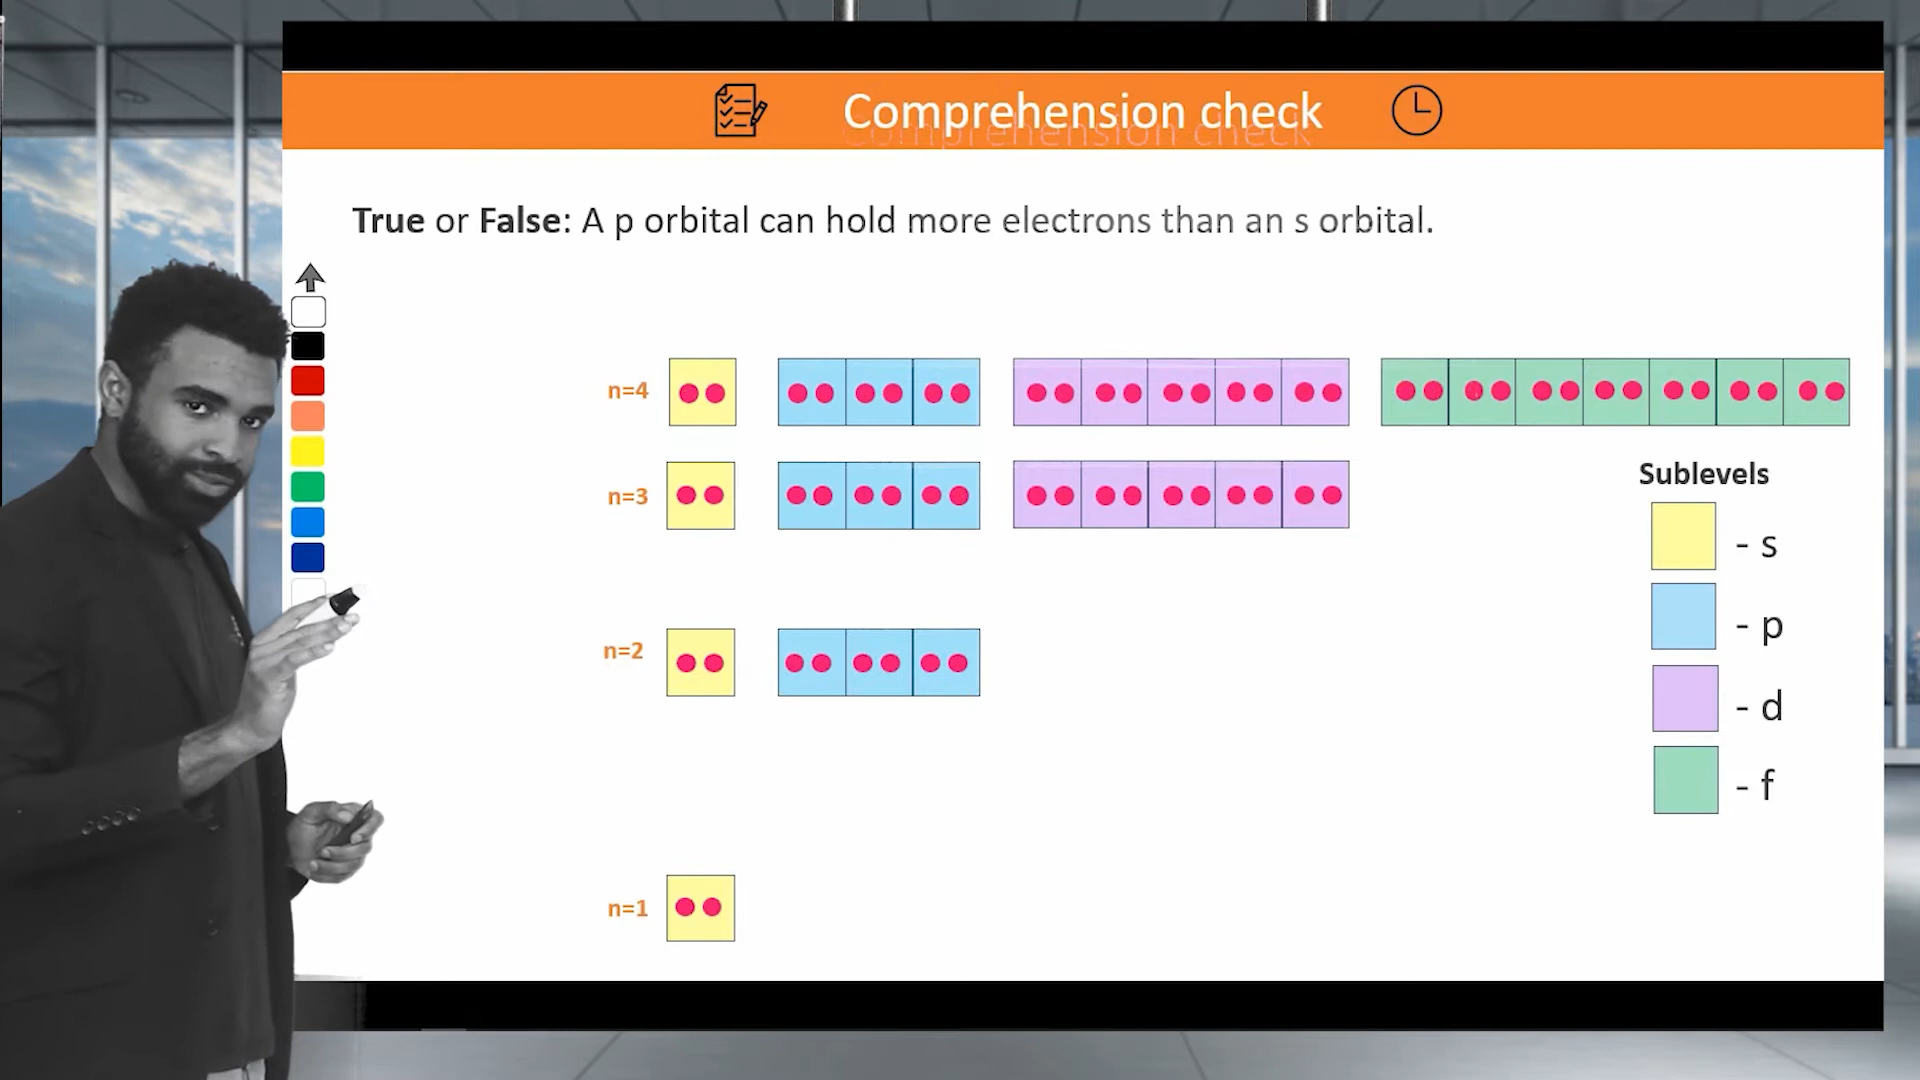 Comprehension check
True or False: A p orbital can hold more electrons than an s orbital.
n=4
n=3
Sublevels
- s
- p
n=2
- d
- f
n=1